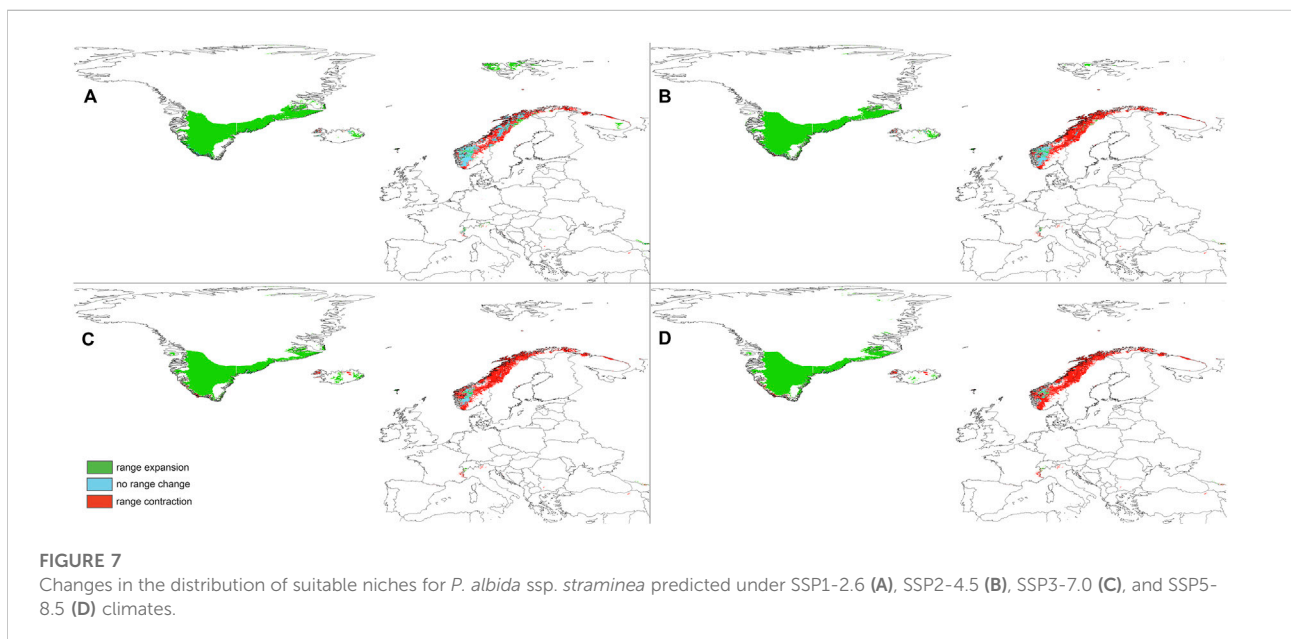 A
B
C
D
range expansion
no range change
range contraction
FIGURE 7
Changes in the distribution of suitable niches for P. albida ssp. straminea predicted under SSP1-2.6 (A), SSP2-4.5 (B), SSP3-7.0 (C), and SSP5-
8.5 (D) climates.